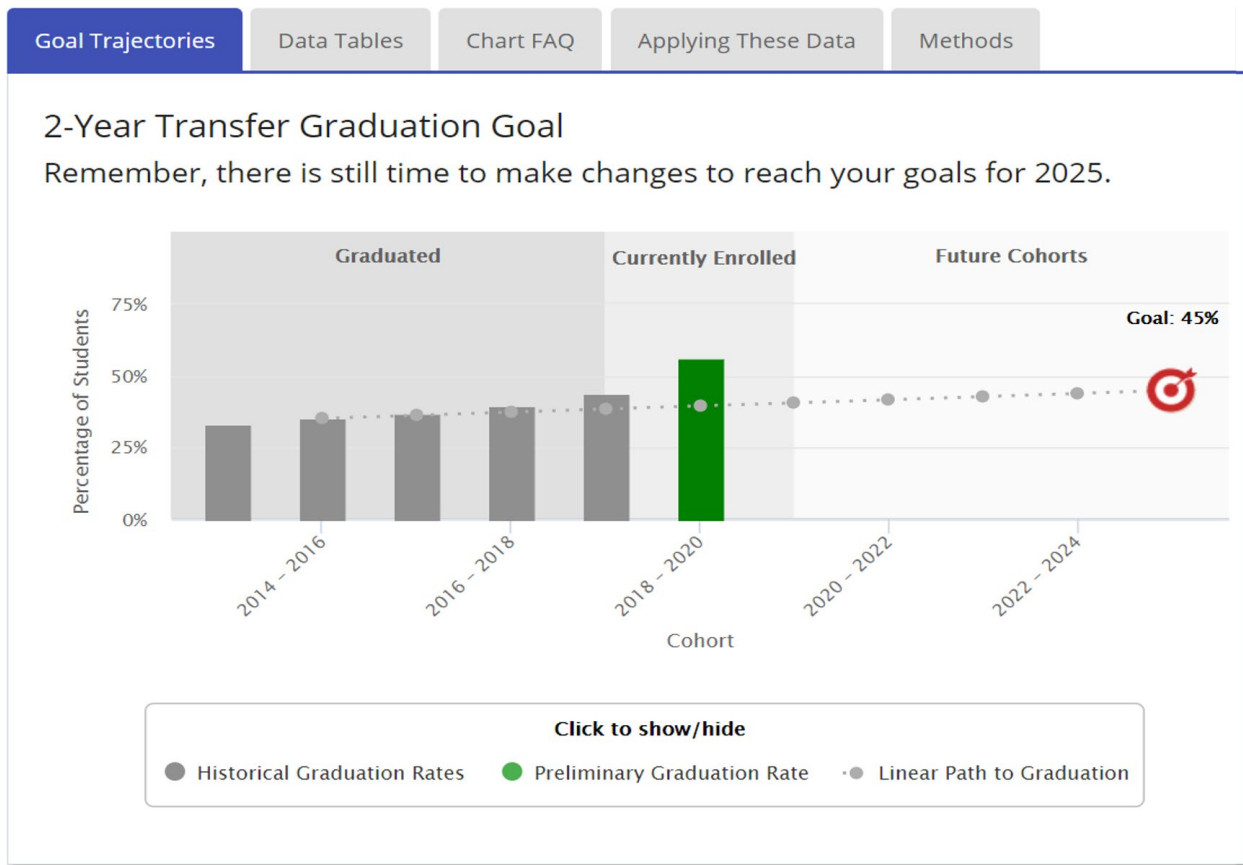 Goal Trajectories
Data Tables
Chart FAQ
Applying These Data
Methods
2-Year Transfer Graduation Goal
Remember, there is still time to make changes to reach your goals for 2025.
Graduated
Currently Enrolled
Future Cohorts
Goal: 45%
Percentage of Students
75%
50%
25%
0%
2014 – 2016
2016 – 2018
2018 – 2020
2020 – 2022
2022 – 2024
Cohort
Click to show/hide
Historical Graduation Rates
Preliminary Graduation Rate
Linear Path to Graduation